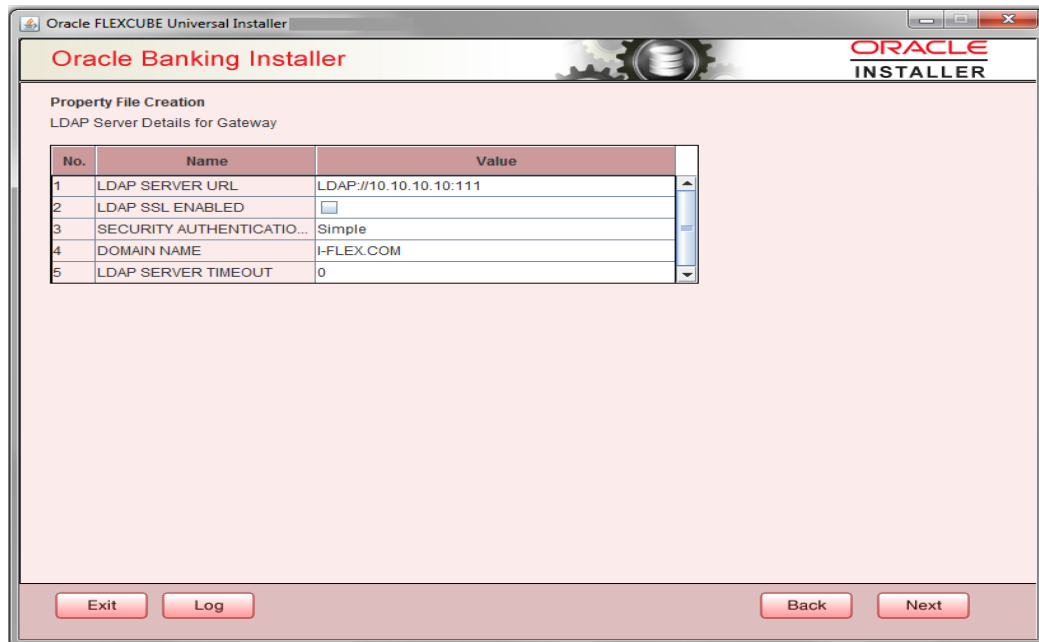 Oracle FLEXCUBE Universal Installer
Oracle Banking Installer
ORACLE
INSTALLER
Property File Creation
LDAP Server Details for Gateway
No. Name Value
1 LDAP SERVER URL LDAP://10.10.10.10:111
2 LDAP SSL ENABLED
3 SECURITY AUTHENTICATIO... Simple
4 DOMAIN NAME I-FLEX.COM
5 LDAP SERVER TIMEOUT 0
Exit Log Back Next